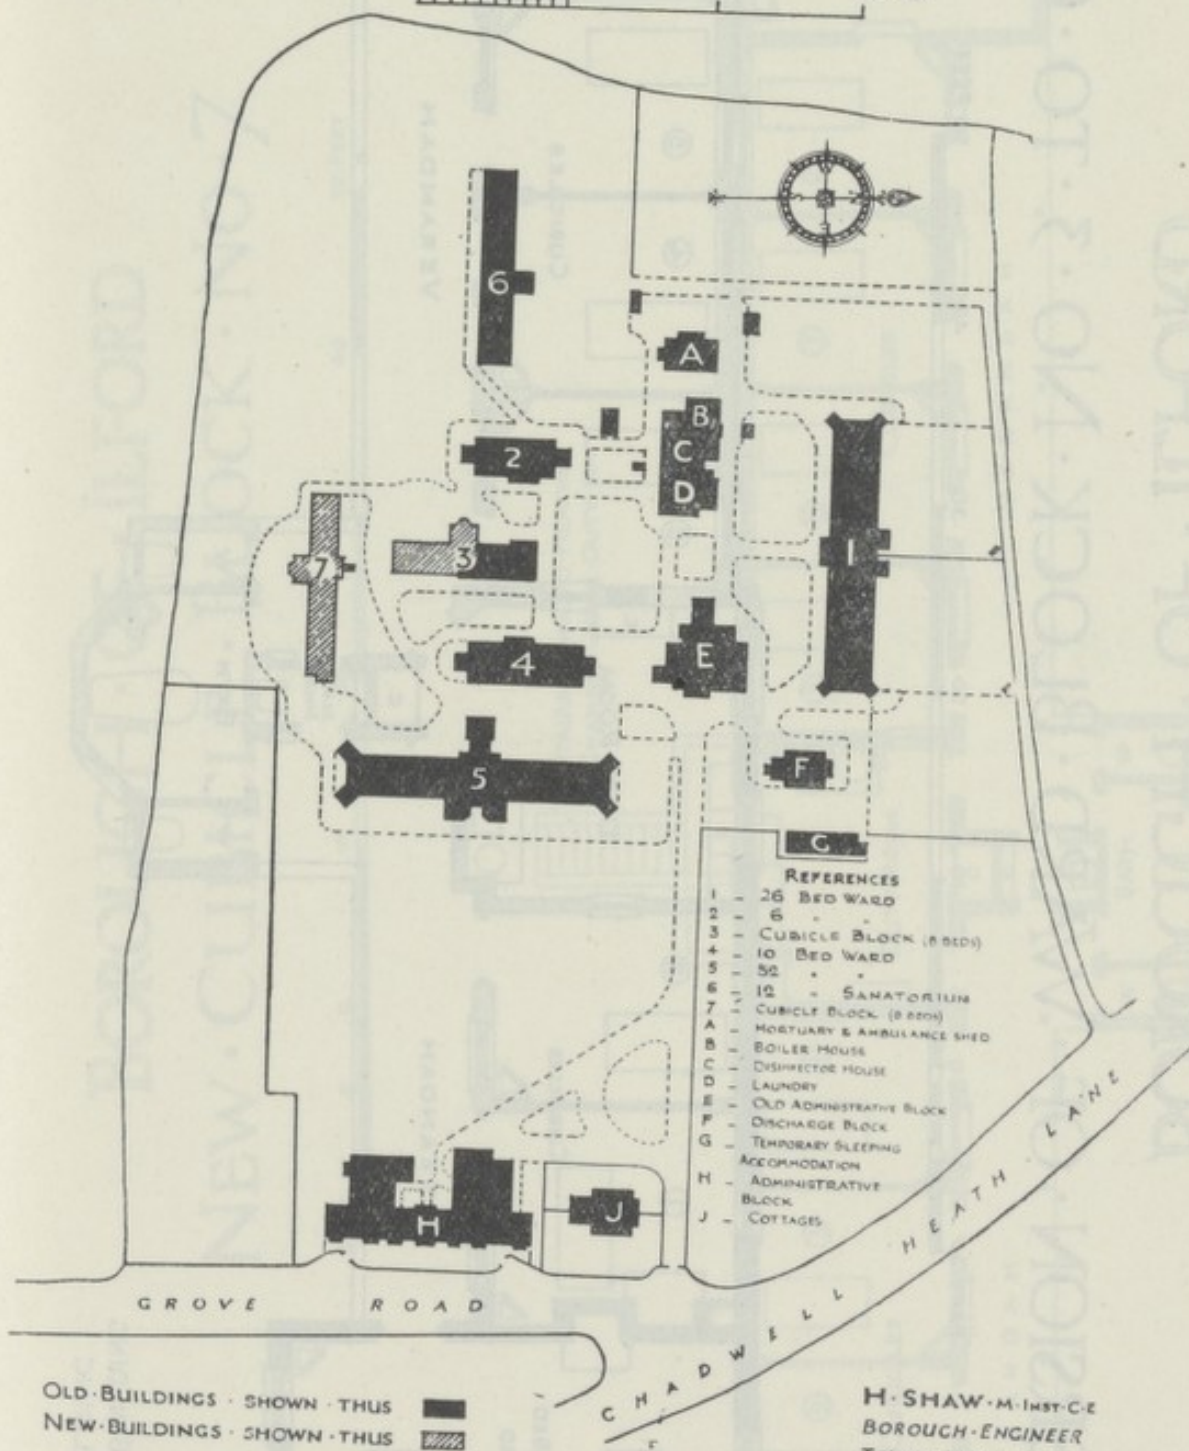 6
A
B
2
C
D
7
3
1
4
E
5
F
G
REFERENCES
1 - 26 BED WARD
2 - 6 " "
3 - CUBICLE BLOCK (8 BEDS)
4 - 10 BED WARD
5 - 32 " "
6 - 12 " SANATORIUM
7 - CUBICLE BLOCK (8 BEDS)
A - MORTUARY & AMBULANCE SHED
B - BOILER HOUSE
C - DISINFECTOR HOUSE
D - LAUNDRY
E - OLD ADMINISTRATIVE BLOCK
F - DISCHARGE BLOCK
G - TEMPORARY SLEEPING
ACCOMMODATION
H - ADMINISTRATIVE
BLOCK
J - COTTAGES
H
J
GROVE ROAD
CHADWELL HEATH LANE
OLD·BUILDINGS · SHOWN · THUS
NEW·BUILDINGS · SHOWN · THUS
H·SHAW·M·INST·C·E
BOROUGH·ENGINEER